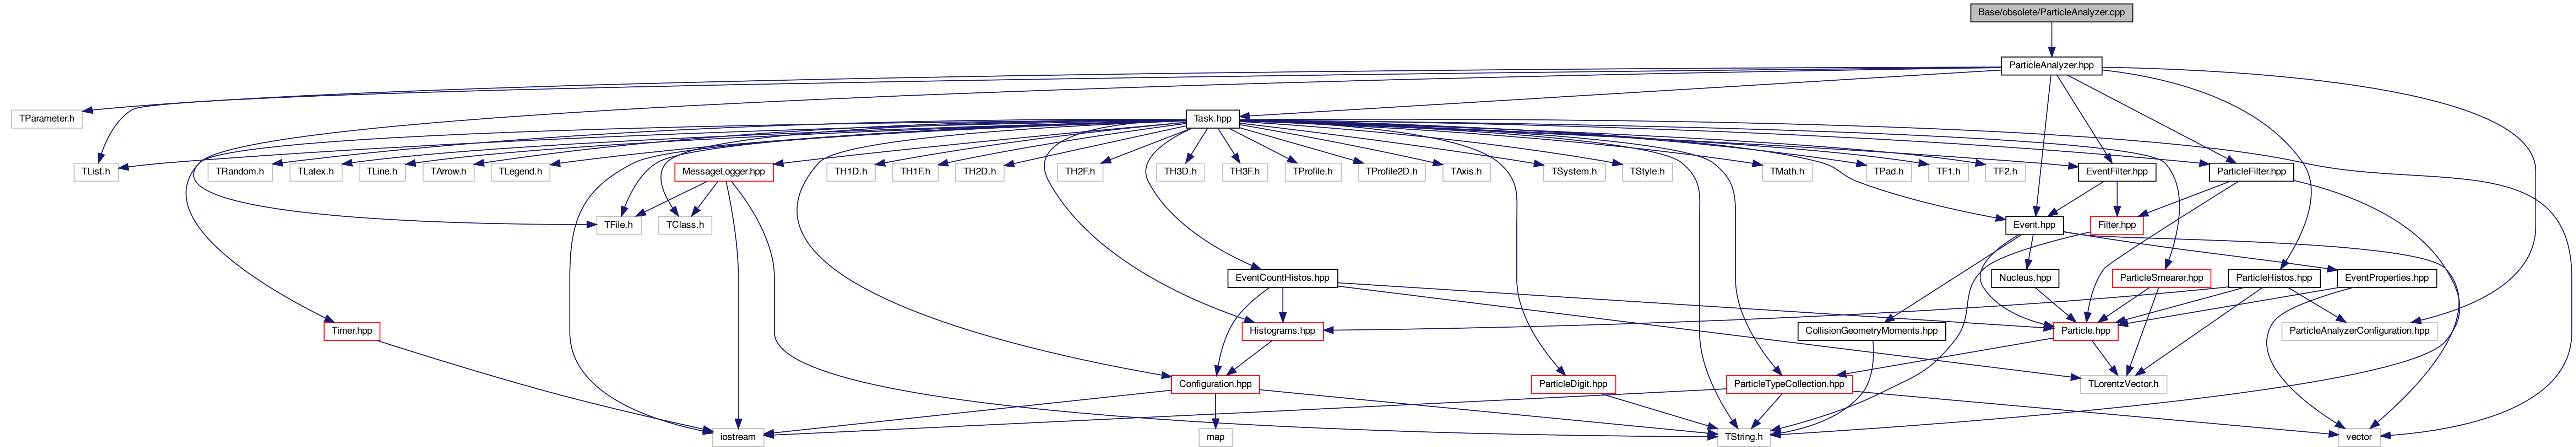 Base/obsolete/ParticleAnalyzer.cpp
ParticleAnalyzer.hpp
TParameter.h
Task.hpp
TList.h
TRandom.h
TLatex.h
TLine.h
TArrow.h
TLegend.h
MessageLogger.hpp
TH1D.h
TH1F.h
TH2D.h
TH2F.h
TH3D.h
TH3F.h
TProfile.h
TProfile2D.h
TAxis.h
TSystem.h
TStyle.h
TMath.h
TPad.h
TF1.h
TF2.h
EventFilter.hpp
ParticleFilter.hpp
TFile.h
TClass.h
Event.hpp
Filter.hpp
EventCountHistos.hpp
Nucleus.hpp
ParticleSmearer.hpp
ParticleHistos.hpp
EventProperties.hpp
Timer.hpp
Histograms.hpp
CollisionGeometryMoments.hpp
Particle.hpp
ParticleAnalyzerConfiguration.hpp
Configuration.hpp
ParticleDigit.hpp
ParticleTypeCollection.hpp
TLorentzVector.h
iostream
map
TString.h
vector